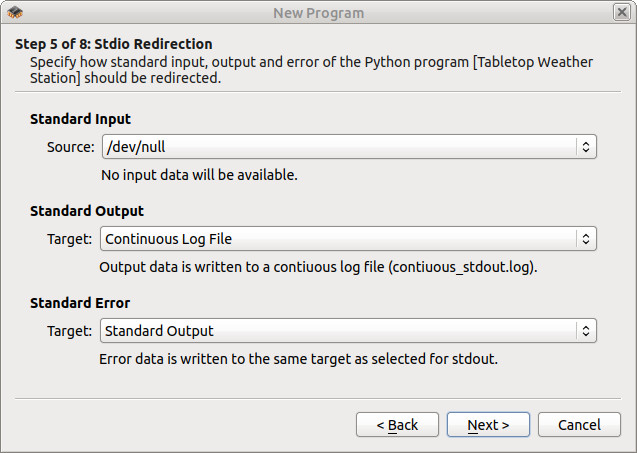 New Program
Step 5 of 8: Stdio Redirection
Specify how standard input, output and error of the Python program [Tabletop Weather
Station] should be redirected.
Standard Input
Source: /dev/null
No input data will be available.
Standard Output
Target: Continuous Log File
Output data is written to a contiuous log file (contiuous_stdout.log).
Standard Error
Target: Standard Output
Error data is written to the same target as selected for stdout.
< Back Next > Cancel